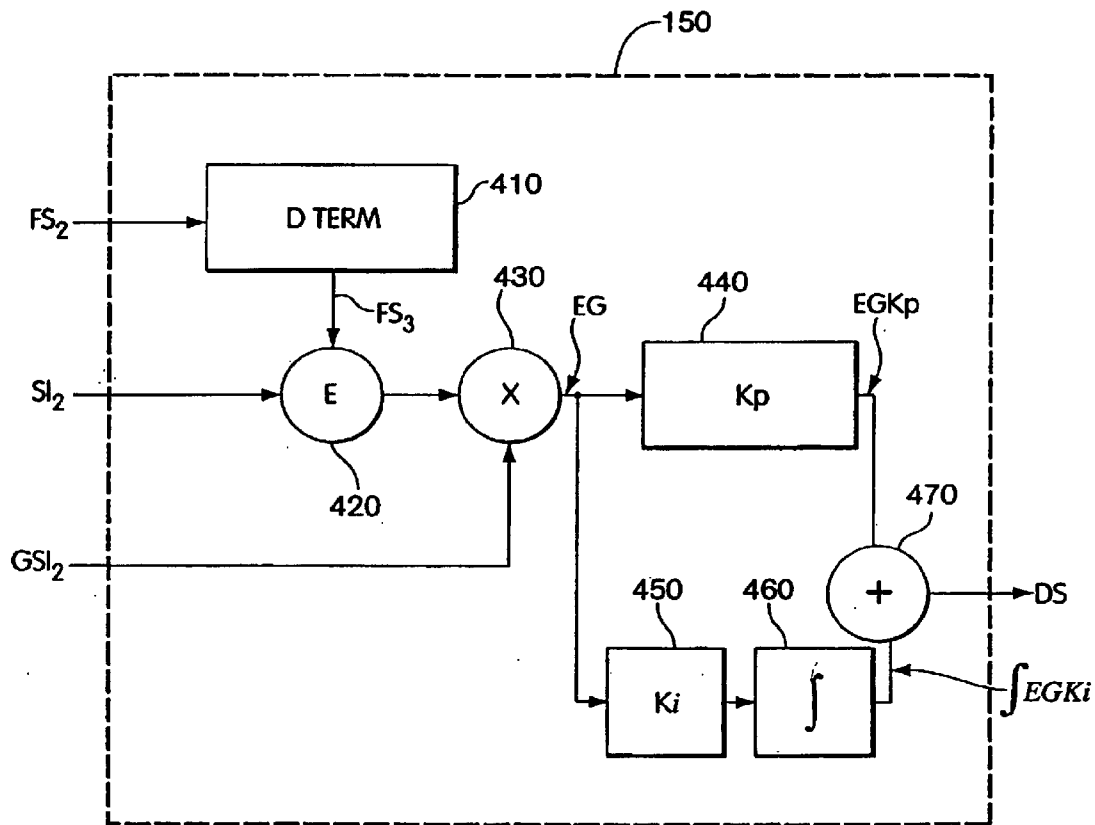 150
410
FS₂
D TERM
430
440
EG
EGKp
FS₃
SI₂
E
X
Kp
420
470
GSI₂
450
460
+
DS
Ki
∫
∫EGKi